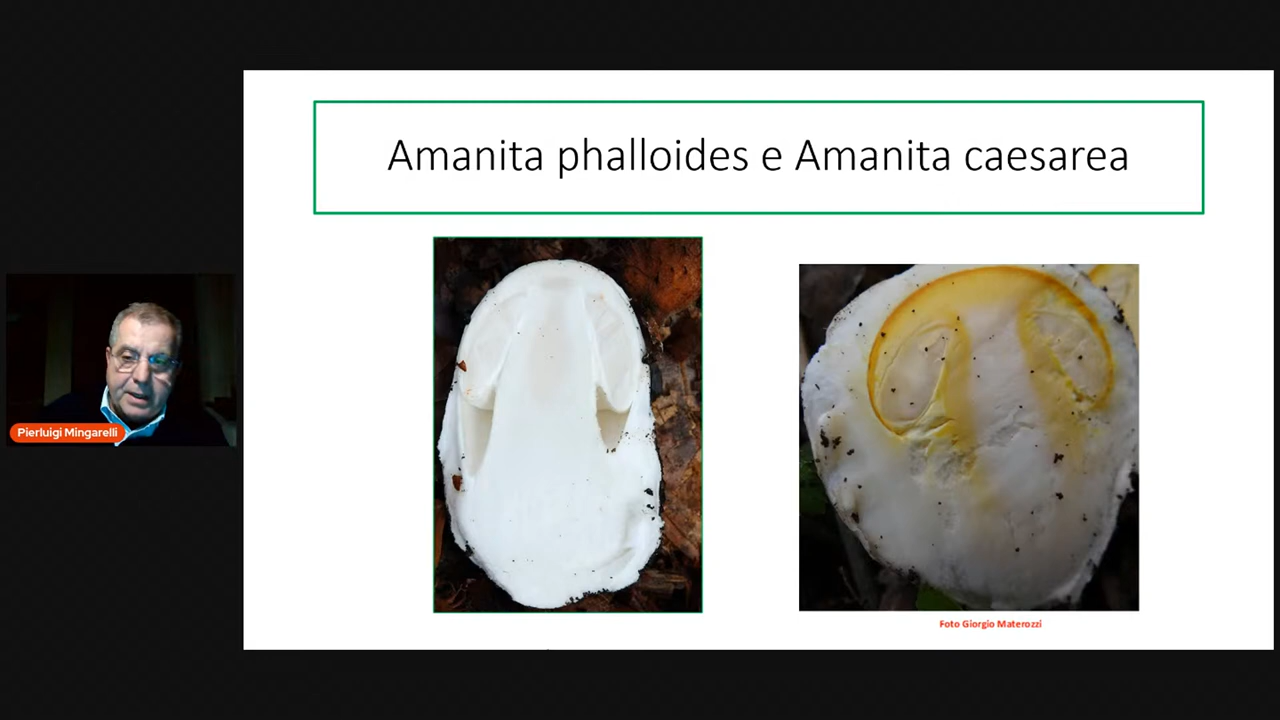 Amanita phalloides e Amanita caesarea
Pierluigi Mingarelli
Foto Giorgio Materozzi